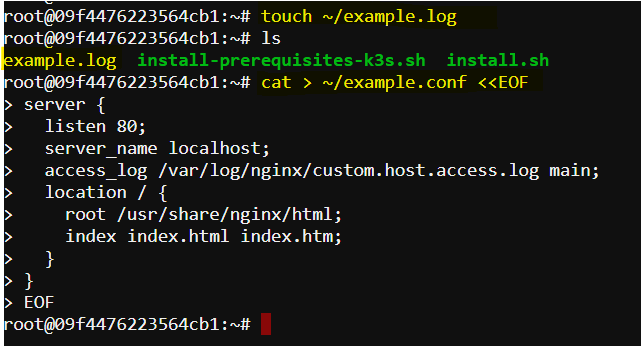 root@09f4476223564cb1:~# touch ~/example.log
root@09f4476223564cb1:~# ls
example.log  install-prerequisites-k3s.sh  install.sh
root@09f4476223564cb1:~# cat > ~/example.conf <<EOF
> server {
>   listen 80;
>   server_name localhost;
>   access_log /var/log/nginx/custom.host.access.log main;
>   location / {
>     root /usr/share/nginx/html;
>     index index.html index.htm;
>   }
> }
> EOF
root@09f4476223564cb1:~#